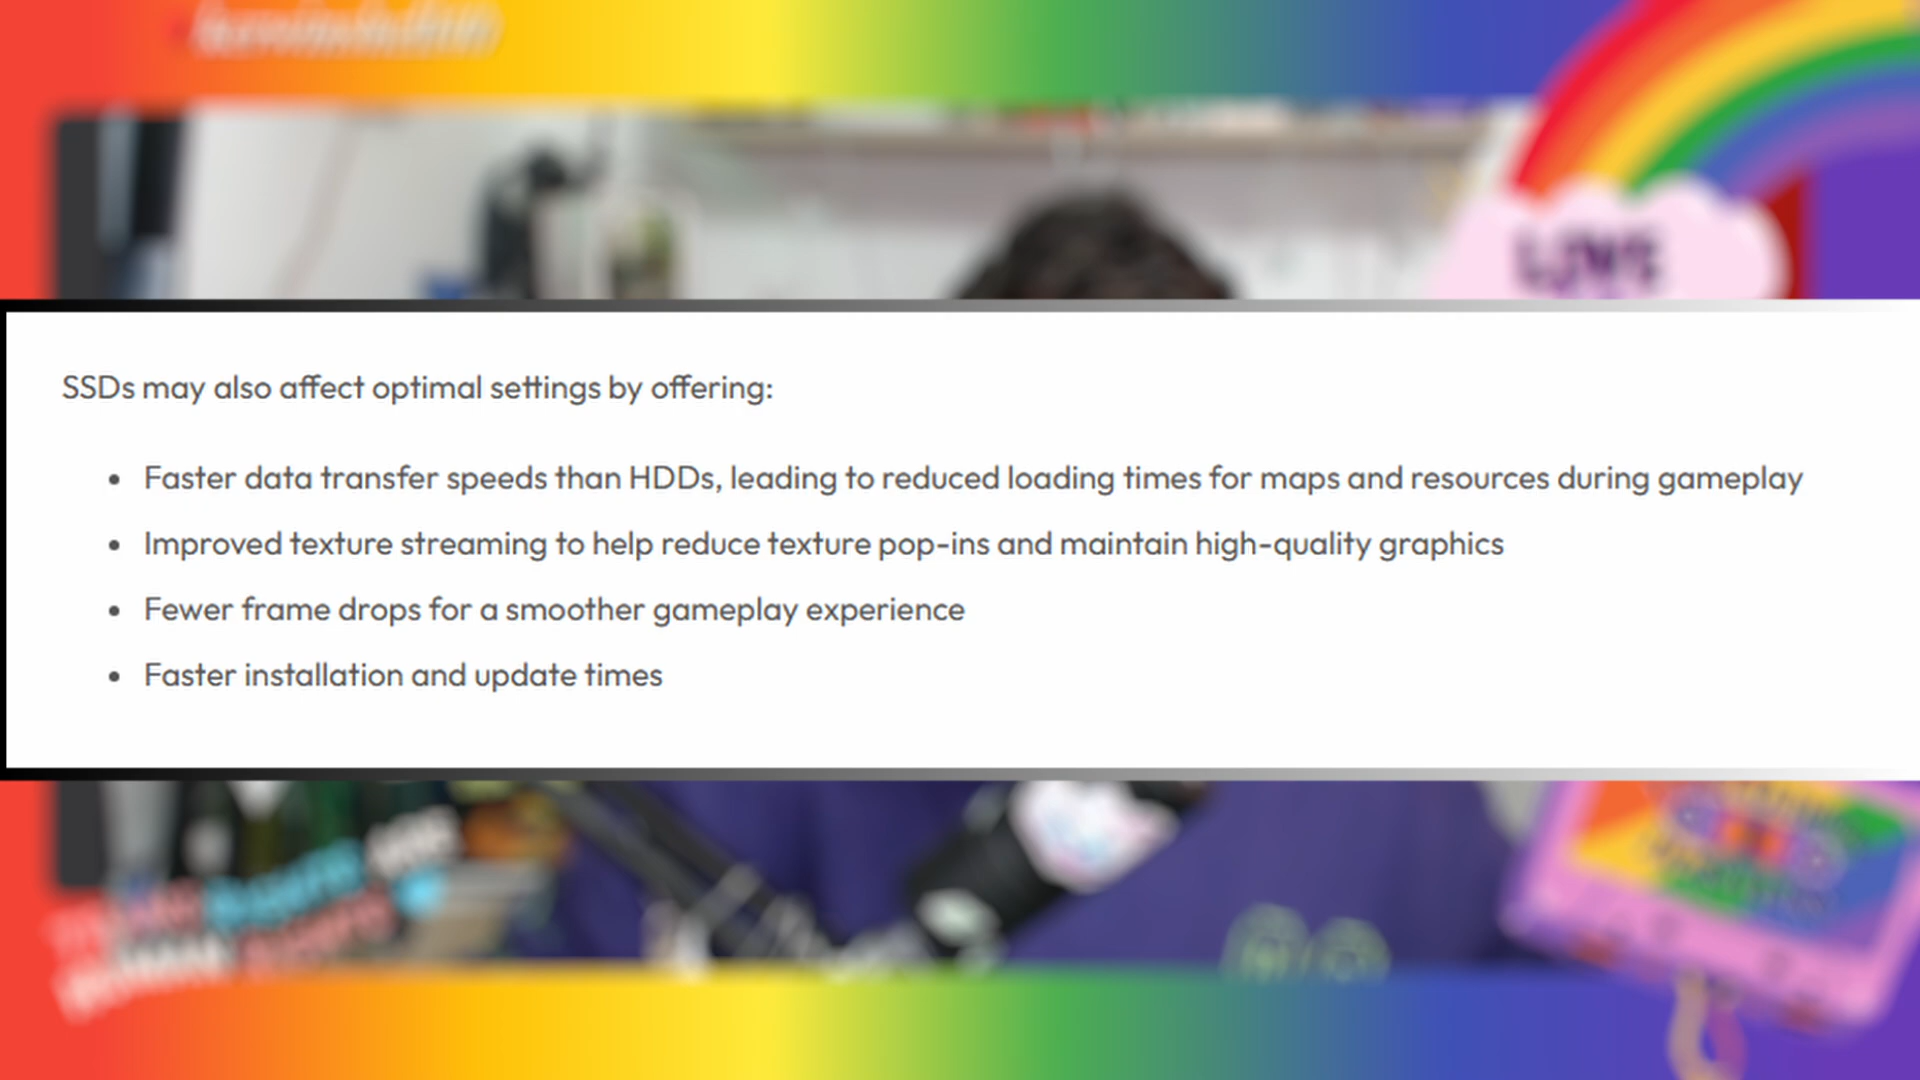 LOVE
SSDs may also affect optimal settings by offering:
• Faster data transfer speeds than HDDs, leading to reduced loading times for maps and resources during gameplay
• Improved texture streaming to help reduce texture pop-ins and maintain high-quality graphics
• Fewer frame drops for a smoother gameplay experience
• Faster installation and update times